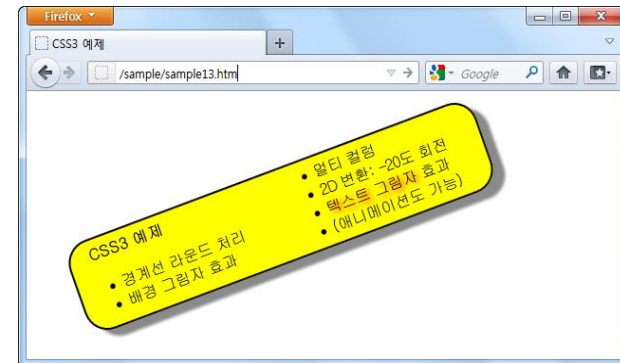 Firefox
CSS3 예제
/sample/sample13.htm
Google
CSS3 예제
• 경계선 라운드 처리
• 배경 그림자 효과
• 멀티 컬럼
• 2D 변환: -20도 회전
• 텍스트 그림자 효과
• (애니메이션도 가능)